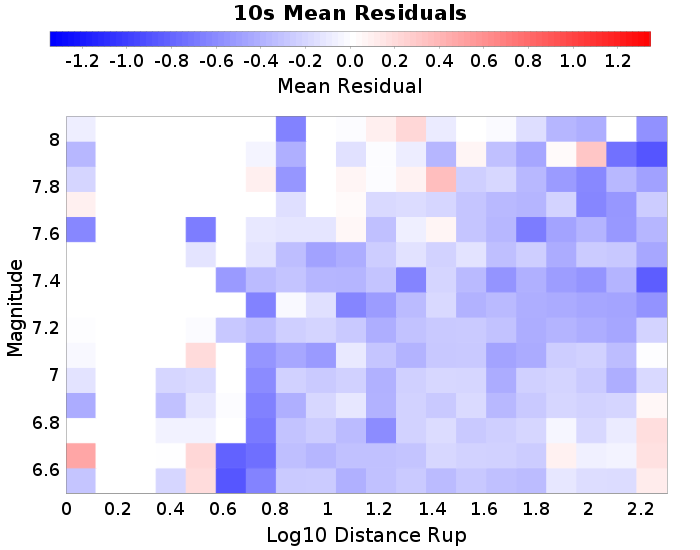 10s Mean Residuals
-1.2 -1.0 -0.8 -0.6 -0.4 -0.2 0.0 0.2 0.4 0.6 0.8 1.0 1.2
Mean Residual
8
7.8
7.6
7.4
7.2
7
6.8
6.6
Magnitude
0 0.2 0.4 0.6 0.8 1 1.2 1.4 1.6 1.8 2 2.2
Log10 Distance Rup